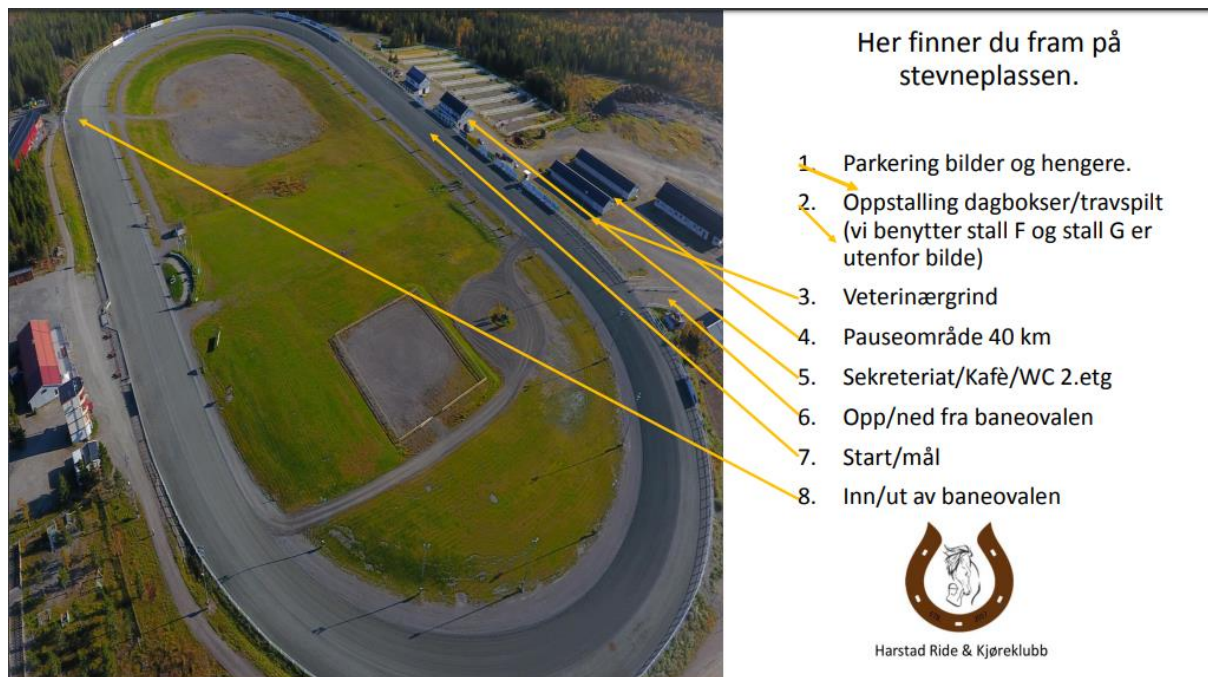 Her finner du fram på
stevneplassen.
1. Parkering bilder og hengere.
2. Oppstalling dagbokser/travspilt
(vi benytter stall F og stall G er
utenfor bilde)
3. Veterinærgrind
4. Pauseområde 40 km
5. Sekreteriat/Kafè/WC 2.etg
6. Opp/ned fra baneovalen
7. Start/mål
8. Inn/ut av baneovalen
Harstad Ride & Kjøreklubb